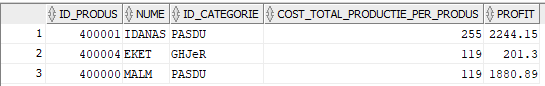 ID_PRODUS NUME ID_CATEGORIE COST_TOTAL_PRODUCTIE_PER_PRODUS PROFIT
1 400001 IDANAS PASDU 255 2244.15
2 400004 EKET GHJeR 119 201.3
3 400000 MALM PASDU 119 1880.89